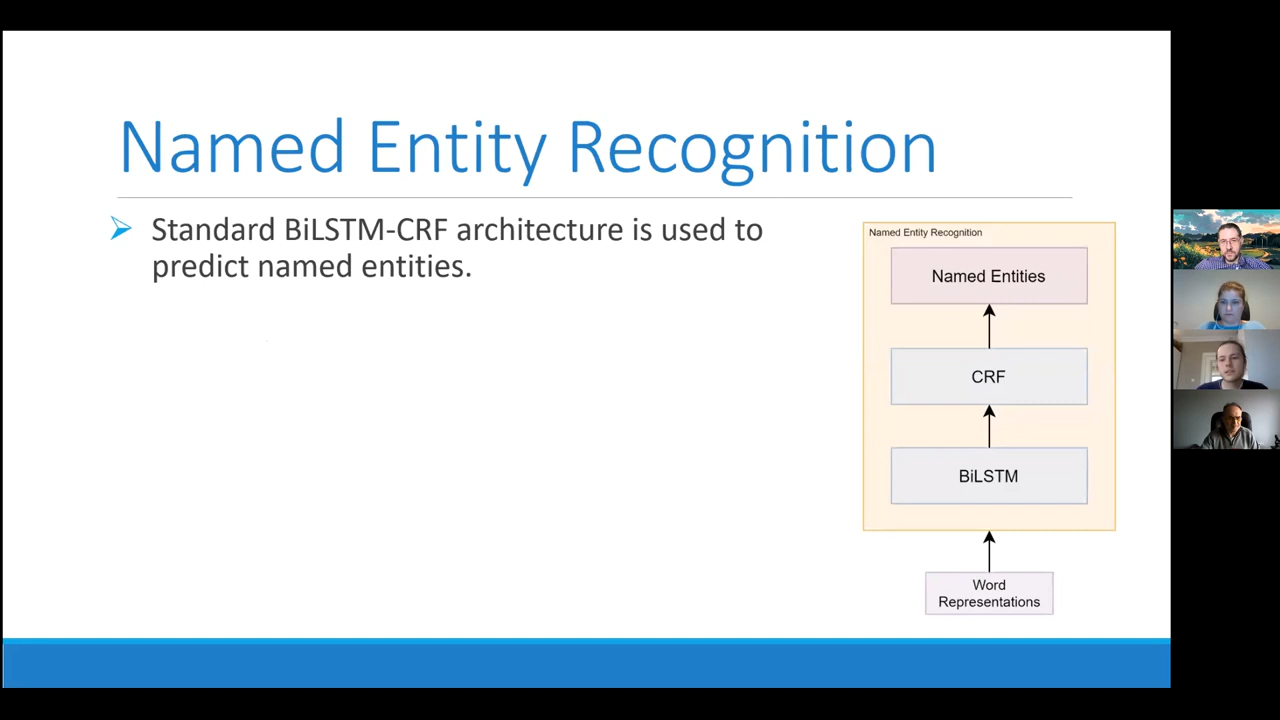 Named Entity Recognition
Standard BiLSTM-CRF architecture is used to
predict named entities.
Named Entity Recognition
Named Entities
CRF
BiLSTM
Word
Representations